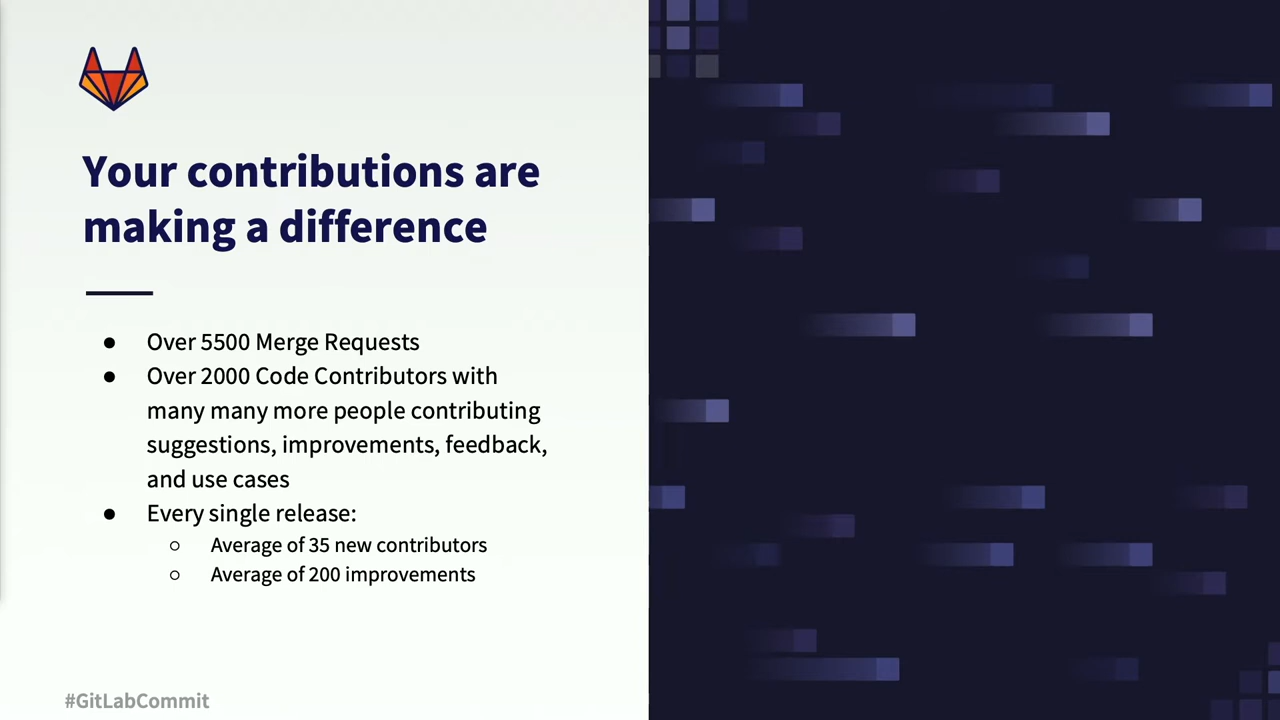 Your contributions are
making a difference
● Over 5500 Merge Requests
● Over 2000 Code Contributors with
many many more people contributing
suggestions, improvements, feedback,
and use cases
● Every single release:
○ Average of 35 new contributors
○ Average of 200 improvements
#GitLabCommit